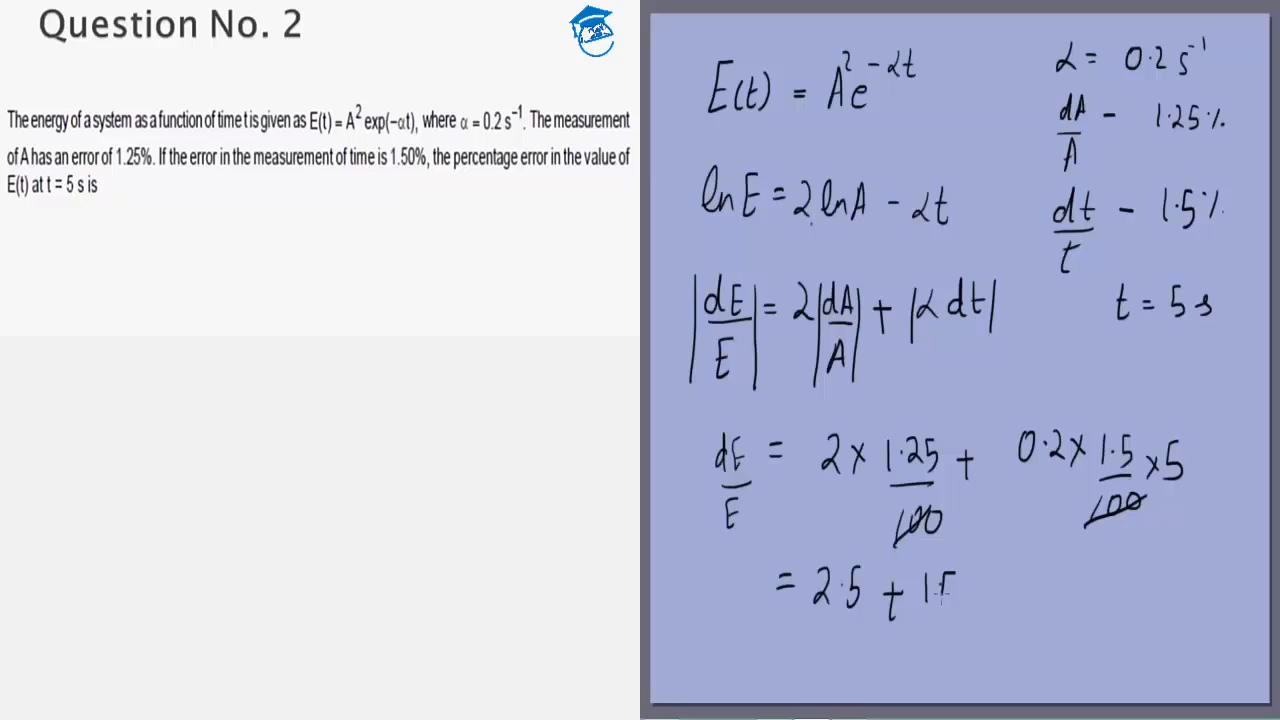 Question No. 2
The energy of a system as a function of time t is given as E(t) = A² exp(−αt), where α = 0.2 s⁻¹. The measurement
of A has an error of 1.25%. If the error in the measurement of time is 1.50%, the percentage error in the value of
E(t) at t = 5 s is
E(t) = A²e^{-αt}
α = 0.2 s⁻¹
dA/A - 1.25%
ln E = 2 ln A - αt
dt/t - 1.5%
|dE/E| = 2|dA/A| + |α dt|
t = 5 s
dE/E = 2 × 1.25/100 + 0.2 × 1.5/100 × 5
= 2.5 + 1.5